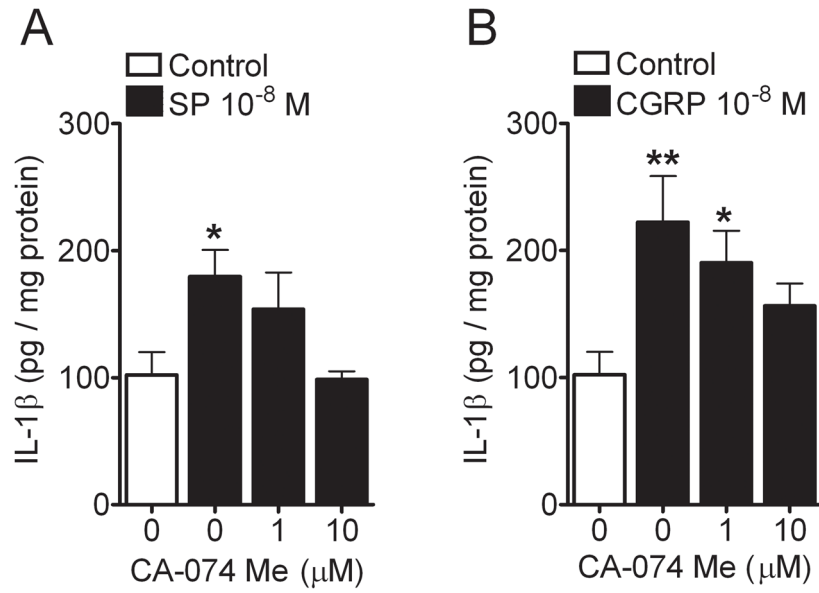 A
Control
SP 10⁻⁸ M
300
200
100
0
IL-1β (pg / mg protein)
*
0 0 1 10
CA-074 Me (μM)
B
Control
CGRP 10⁻⁸ M
300
200
100
0
IL-1β (pg / mg protein)
**
*
0 0 1 10
CA-074 Me (μM)